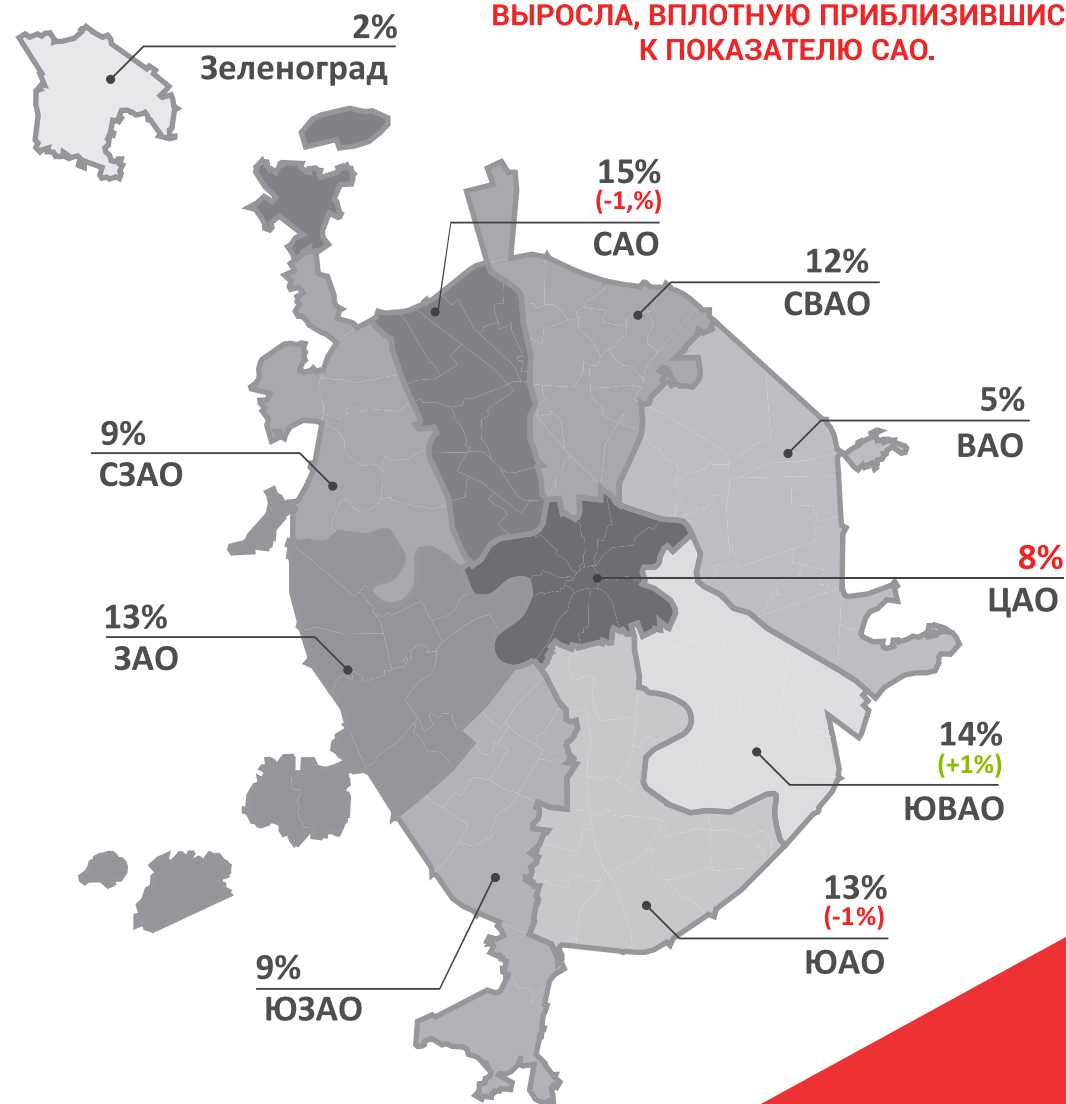 ВЫРОСЛА, ВПЛОТНУЮ ПРИБЛИЗИВШИС
К ПОКАЗАТЕЛЮ САО.
2%
Зеленоград
15%
(-1,%)
САО
12%
СВАО
5%
ВАО
9%
СЗАО
8%
ЦАО
13%
ЗАО
14%
(+1%)
ЮВАО
13%
(-1%)
ЮАО
9%
ЮЗАО